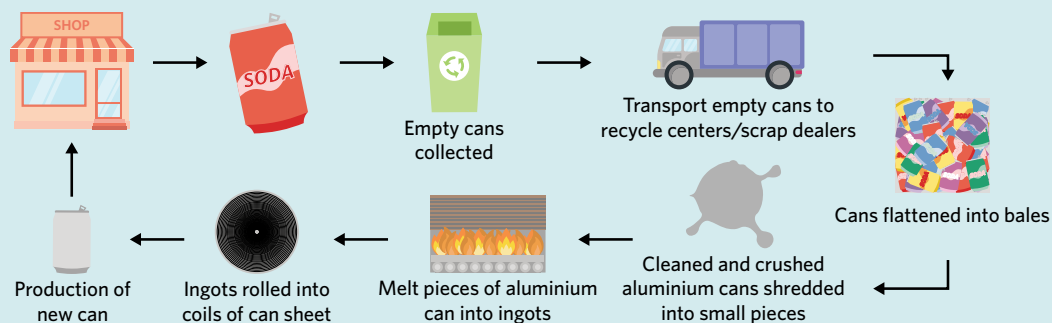 SHOP
SODA
Empty cans
collected
Transport empty cans to
recycle centers/scrap dealers
Cans flattened into bales
Cleaned and crushed
aluminium cans shredded
into small pieces
Melt pieces of aluminium
can into ingots
Ingots rolled into
coils of can sheet
Production of
new can